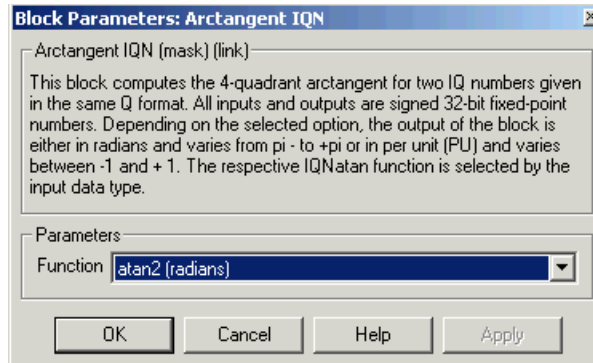 Block Parameters: Arctangent IQN
Arctangent IQN (mask) (link)
This block computes the 4-quadrant arctangent for two IQ numbers given
in the same Q format. All inputs and outputs are signed 32-bit fixed-point
numbers. Depending on the selected option, the output of the block is
either in radians and varies from pi - to +pi or in per unit (PU) and varies
between -1 and + 1. The respective IQNatan function is selected by the
input data type.
Parameters
Function atan2 (radians)
OK Cancel Help Apply